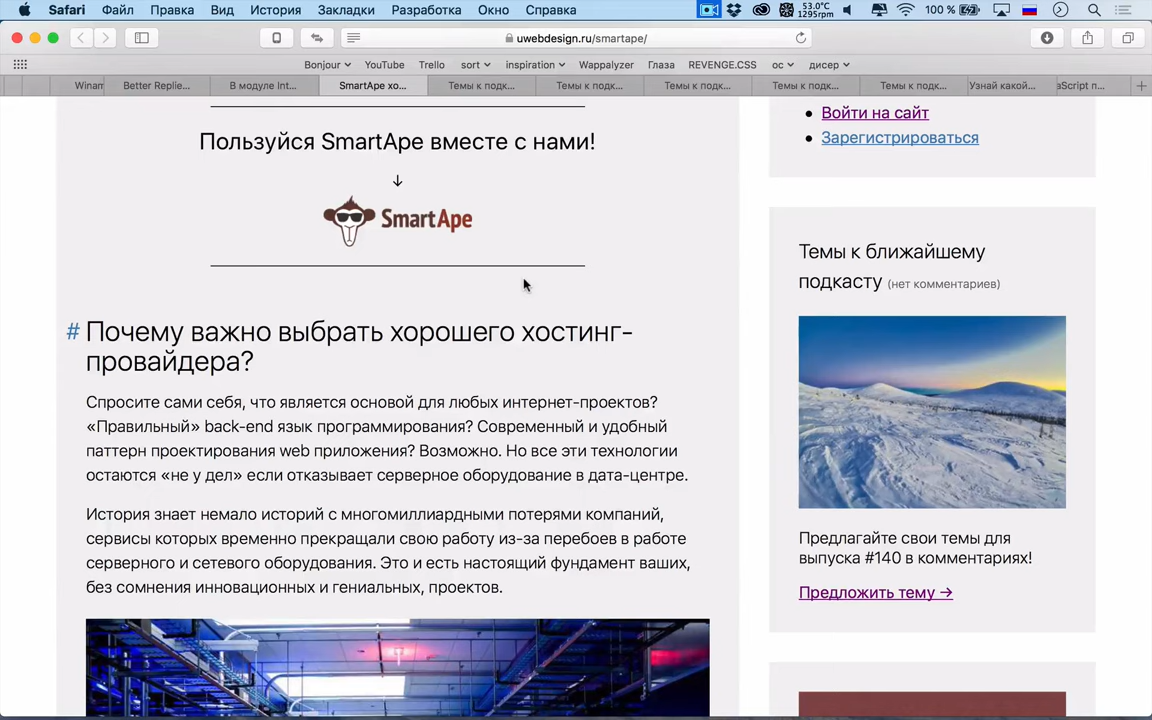 Safari Файл Правка Вид История Закладки Разработка Окно Справка 53.0°C 1295rpm 100 %
uwebdesign.ru/smartape/
Bonjour YouTube Trello sort inspiration Wappalyzer Глаза REVENGE.CSS ос дисер
Winam Better Replie... В модуле Int... SmartApe хо... Темы к подк... Темы к подк... Темы к подк... Темы к подк... Темы к подк... Узнай какой... aScript п...
Пользуйся SmartApe вместе с нами!
↓
SmartApe
# Почему важно выбрать хорошего хостинг-
провайдера?
Спросите сами себя, что является основой для любых интернет-проектов?
«Правильный» back-end язык программирования? Современный и удобный
паттерн проектирования web приложения? Возможно. Но все эти технологии
остаются «не у дел» если отказывает серверное оборудование в дата-центре.
История знает немало историй с многомиллиардными потерями компаний,
сервисы которых временно прекращали свою работу из-за перебоев в работе
серверного и сетевого оборудования. Это и есть настоящий фундамент ваших,
без сомнения инновационных и гениальных, проектов.
Войти на сайт
Зарегистрироваться
Темы к ближайшему
подкасту (нет комментариев)
Предлагайте свои темы для
выпуска #140 в комментариях!
Предложить тему →